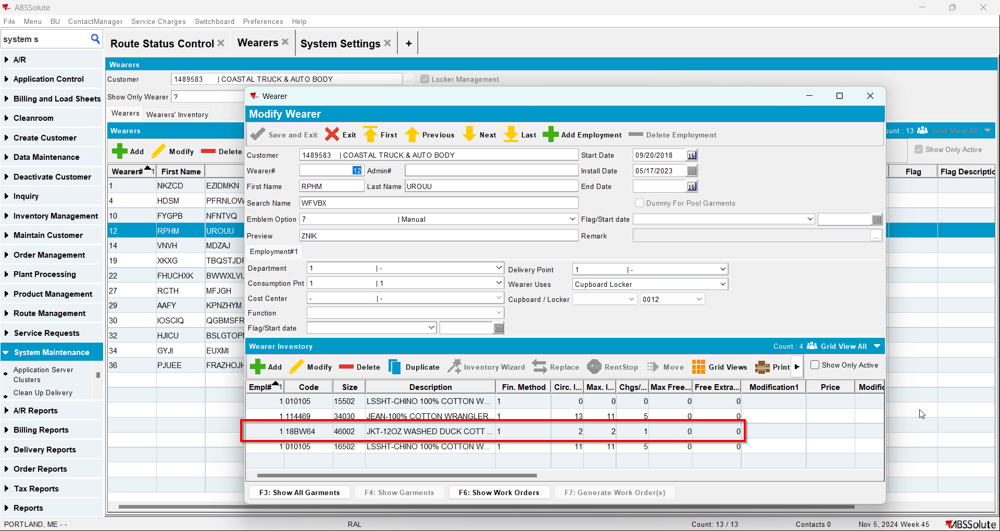 ABSSolute
File Menu BU ContactManager Service Charges Switchboard Preferences Help
system s
Route Status Control Wearers System Settings +
A/R
Application Control
Billing and Load Sheets
Cleanroom
Create Customer
Data Maintenance
Deactivate Customer
Inquiry
Inventory Management
Maintain Customer
Order Management
Plant Processing
Product Management
Route Management
Service Requests
System Maintenance
Application Server
Clusters
Clean Up Delivery
A/R Reports
Billing Reports
Delivery Reports
Order Reports
Tax Reports
Reports
Wearers
Customer 1489583 | COASTAL TRUCK & AUTO BODY ... Locker Management
Show Only Wearer ?
Wearers Wearers' Inventory
Wearers
ount : 13 Grid View All
Add Modify Delete
Show Only Active
Wearer# 1 First Name Flag Flag Descriptic
1 NKZCD EZIDMKN
4 HDSM PFRNLOW
10 FYGPB NFNTVQ
12 RPHM UROUU
14 VNVH MDZAJ
19 XKXG TBQSTJDF
22 FHUCHXK BWWXLVU
27 RCTH MFJGH
29 AAFY KPNZHYM
30 IOSCIQ QGBMSFR
32 HJICU BSLGTOPI
34 GYJI EUXMI
36 PJUEE FRAZHOJH
Wearer
Modify Wearer
Save and Exit Exit First Previous Next Last Add Employment Delete Employment
Customer 1489583 | COASTAL TRUCK & AUTO BODY Start Date 09/20/2018 16
Wearer# 12 Admin# Install Date 05/17/2023 16
First Name RPHM Last Name UROUU End Date 16
Search Name WFVBX Dummy For Pool Garments
Emblem Option 7 | Manual Flag/Start date 16
Preview ZNIK Remark ...
Employment#1
Department 1 | - Delivery Point 1 | -
Consumption Pnt 1 | 1 Wearer Uses Cupboard Locker
Cost Center - | - Cupboard / Locker 0012
Function
Flag/Start date 16
Wearer Inventory Count : 4 Grid View All
Add Modify Delete Duplicate Inventory Wizard Replace RentStop Move Grid Views Print Show Only Active
Empl# 1 Code Size Description Fin. Method Circ. I... Max. I... Chgs/... Max Free... Free Extra... Modification1 Price Modific
1 010105 15502 LSSHT-CHINO 100% COTTON W... 1 0 0 0 0 0
1 114469 34030 JEAN-100% COTTON WRANGLER... 1 13 11 5 0 0
1 18BW64 46002 JKT-12OZ WASHED DUCK COTT ... 1 2 2 1 0 0
1 010105 16502 LSSHT-CHINO 100% COTTON W... 1 11 11 5 0 0
F3: Show All Garments F4: Show Garments F6: Show Work Orders F7: Generate Work Order(s)
PORTLAND, ME - - RAL Count: 13 / 13 Contacts 0 Nov 5, 2024 Week 45 ABSSolute